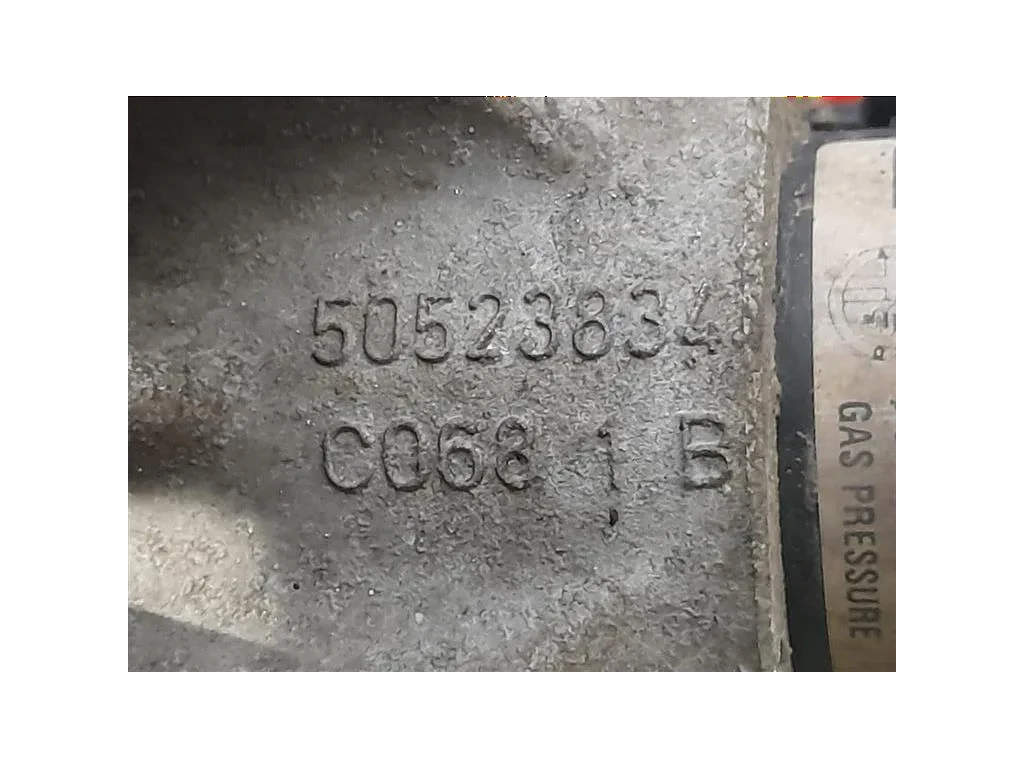 50523834
C068 1 B
GAS PRESSURE